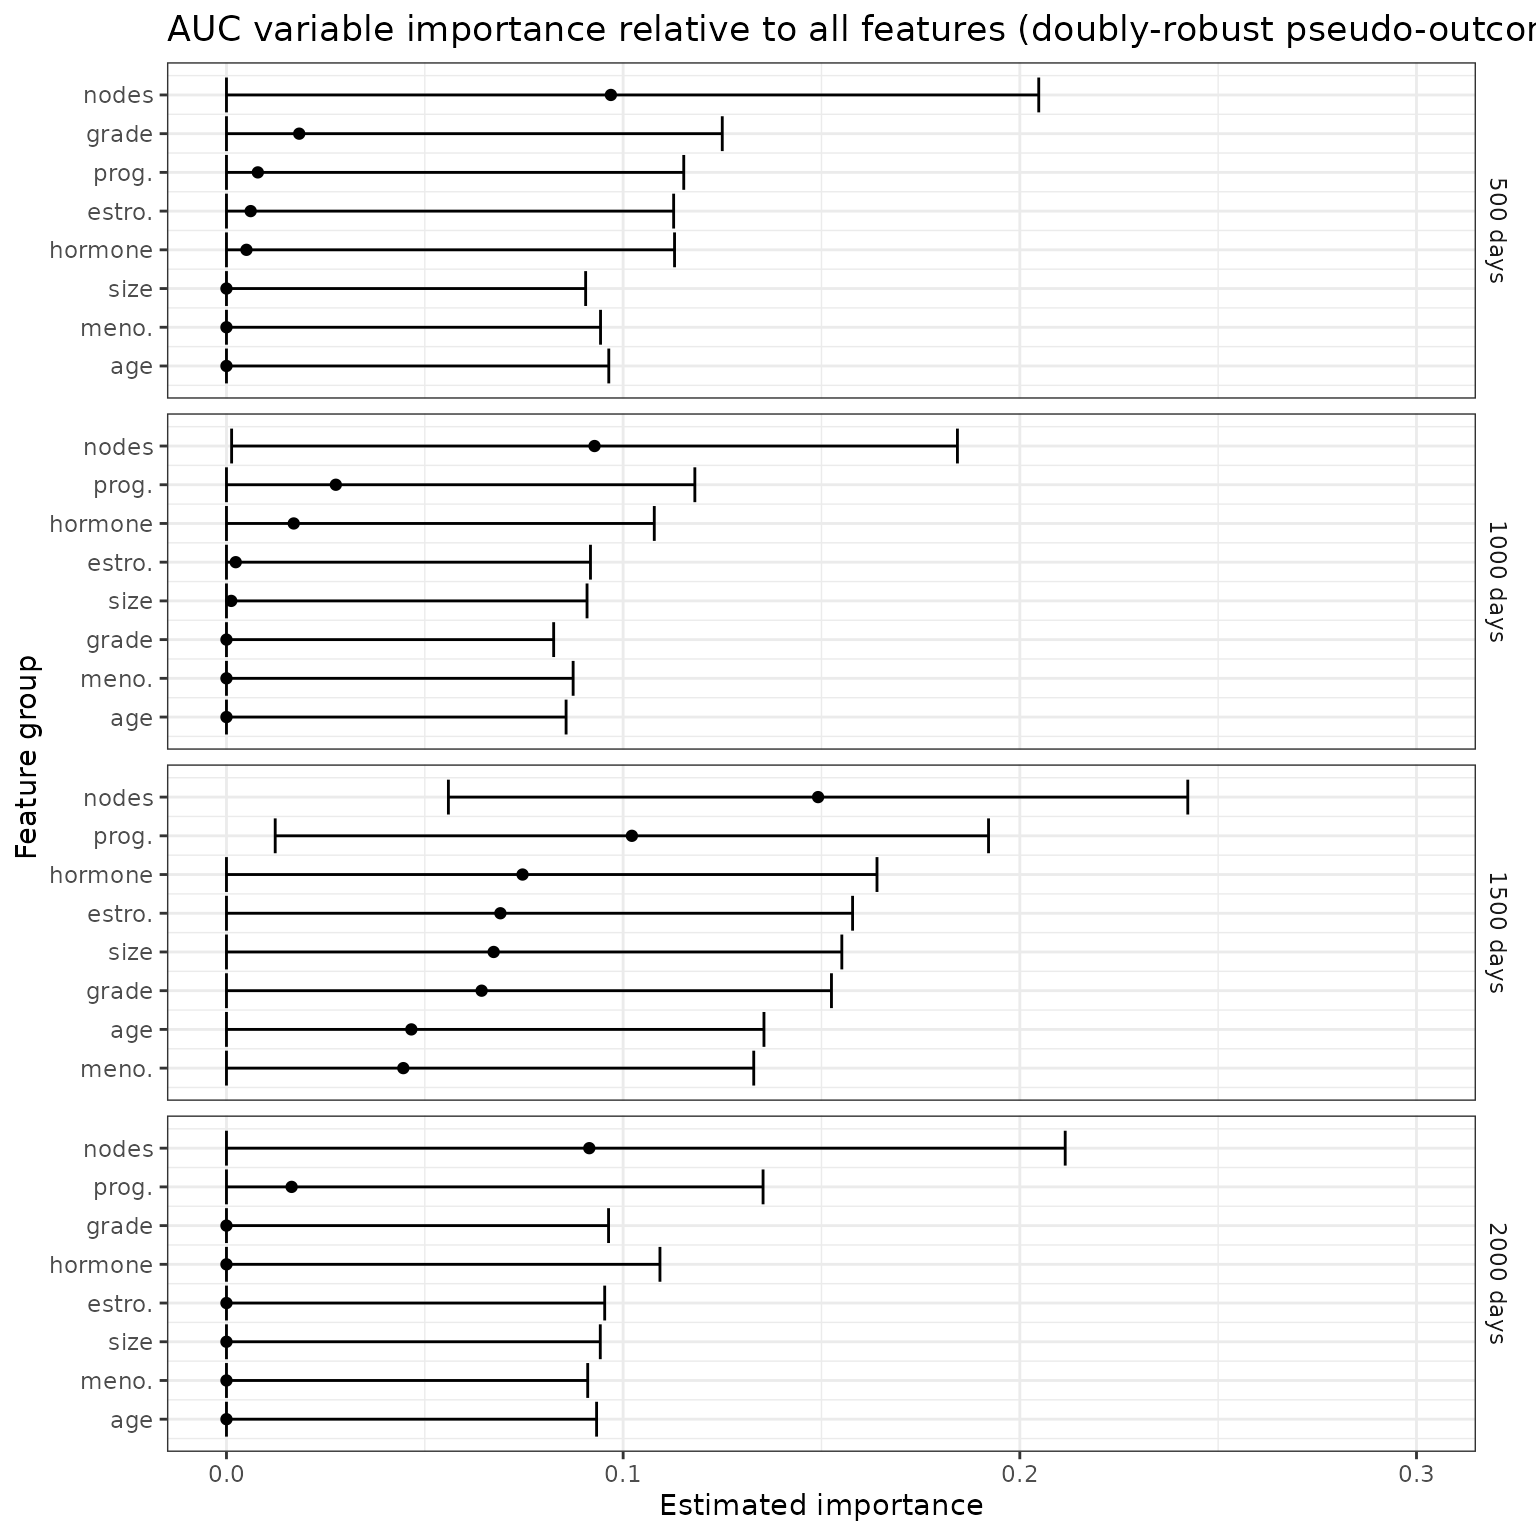 AUC variable importance relative to all features (doubly-robust pseudo-outcor
nodes
grade
prog.
estro.
hormone
size
meno.
age
500 days
nodes
prog.
hormone
estro.
size
grade
meno.
age
1000 days
nodes
prog.
hormone
estro.
size
grade
age
meno.
1500 days
nodes
prog.
grade
hormone
estro.
size
meno.
age
2000 days
Feature group
0.0 0.1 0.2 0.3
Estimated importance